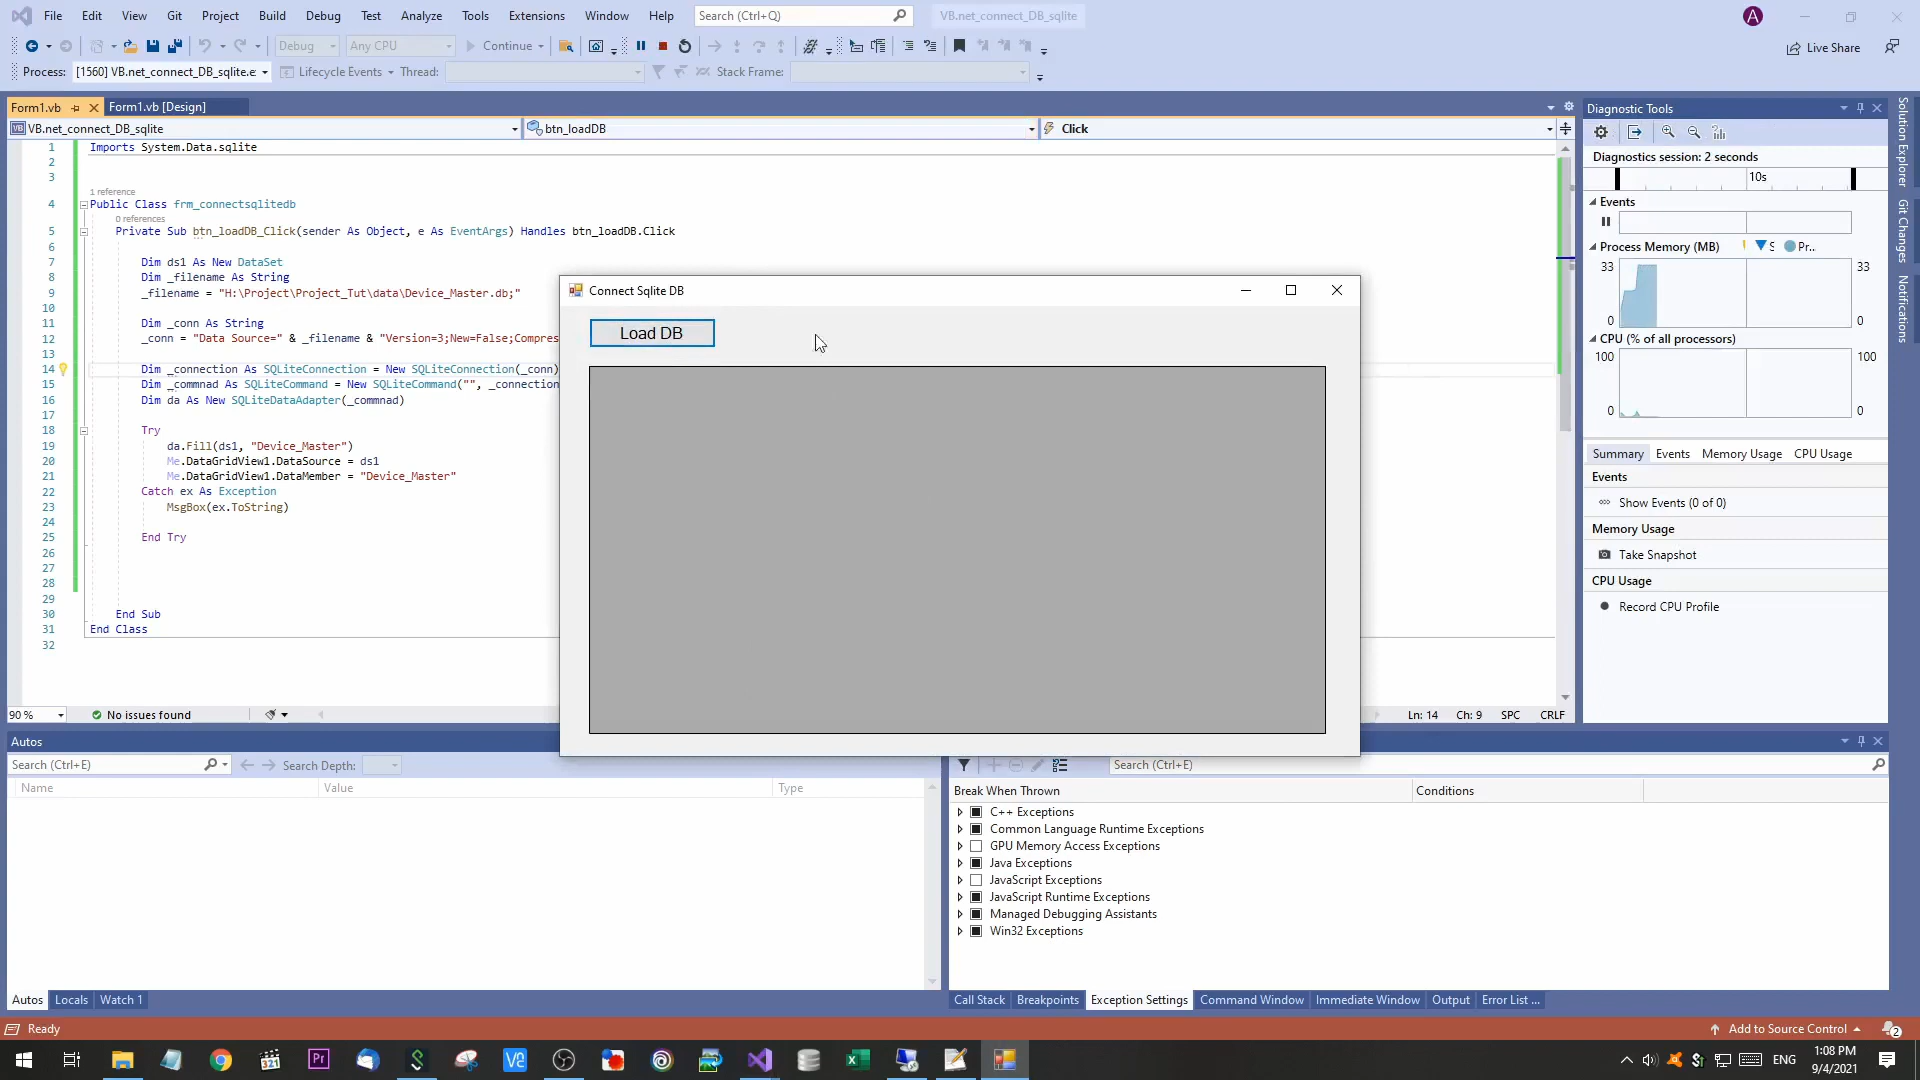 File Edit View Git Project Build Debug Test Analyze Tools Extensions Window Help Search (Ctrl+Q) VB.net_connect_DB_sqlite A
Debug Any CPU Continue Live Share
Process: [1560] VB.net_connect_DB_sqlite.e Lifecycle Events Thread: Stack Frame:
Form1.vb Form1.vb [Design]
VB.net_connect_DB_sqlite btn_loadDB Click
1 Imports System.Data.sqlite
2
3
1 reference
4 Public Class frm_connectsqlitedb
0 references
5 Private Sub btn_loadDB_Click(sender As Object, e As EventArgs) Handles btn_loadDB.Click
6
7 Dim ds1 As New DataSet
8 Dim _filename As String
9 _filename = "H:\Project\Project_Tut\data\Device_Master.db;"
10
11 Dim _conn As String
12 _conn = "Data Source=" & _filename & "Version=3;New=False;Compres
13
14 Dim _connection As SQLiteConnection = New SQLiteConnection(_conn)
15 Dim _commnad As SQLiteCommand = New SQLiteCommand("", _connection
16 Dim da As New SQLiteDataAdapter(_commnad)
17
18 Try
19 da.Fill(ds1, "Device_Master")
20 Me.DataGridView1.DataSource = ds1
21 Me.DataGridView1.DataMember = "Device_Master"
22 Catch ex As Exception
23 MsgBox(ex.ToString)
24
25 End Try
26
27
28
29
30 End Sub
31 End Class
32
90 % No issues found Ln: 14 Ch: 9 SPC CRLF
Connect Sqlite DB
Load DB
Diagnostic Tools
Diagnostics session: 2 seconds
10s
Events
Process Memory (MB) S Pr...
33 33
0 0
CPU (% of all processors)
100 100
0 0
Summary Events Memory Usage CPU Usage
Events
Show Events (0 of 0)
Memory Usage
Take Snapshot
CPU Usage
Record CPU Profile
Solution Explorer
Git Changes
Notifications
Autos
Search (Ctrl+E) Search Depth:
Name Value Type
Autos Locals Watch 1
Search (Ctrl+E)
Break When Thrown Conditions
C++ Exceptions
Common Language Runtime Exceptions
GPU Memory Access Exceptions
Java Exceptions
JavaScript Exceptions
JavaScript Runtime Exceptions
Managed Debugging Assistants
Win32 Exceptions
Call Stack Breakpoints Exception Settings Command Window Immediate Window Output Error List ...
Ready Add to Source Control 2
321 Pr VE S ENG 1:08 PM
9/4/2021